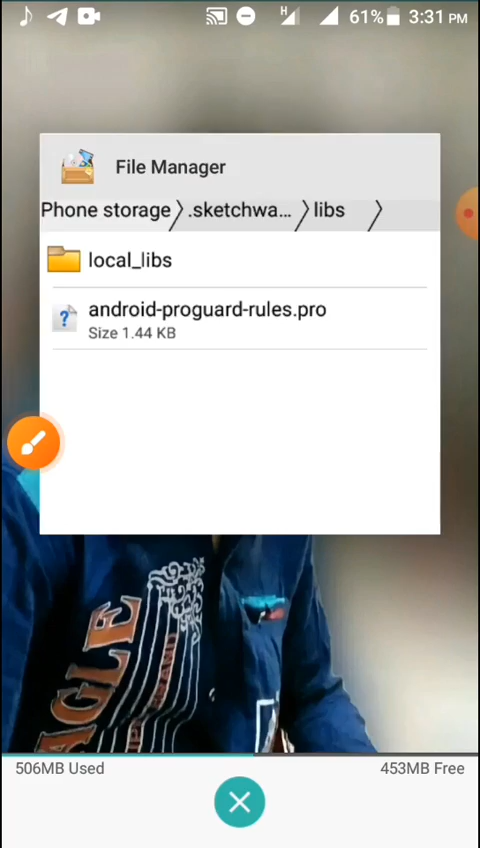 H
61%
3:31 PM
File Manager
Phone storage
.sketchwa...
libs
local_libs
android-proguard-rules.pro
Size 1.44 KB
AGLE
506MB Used
453MB Free